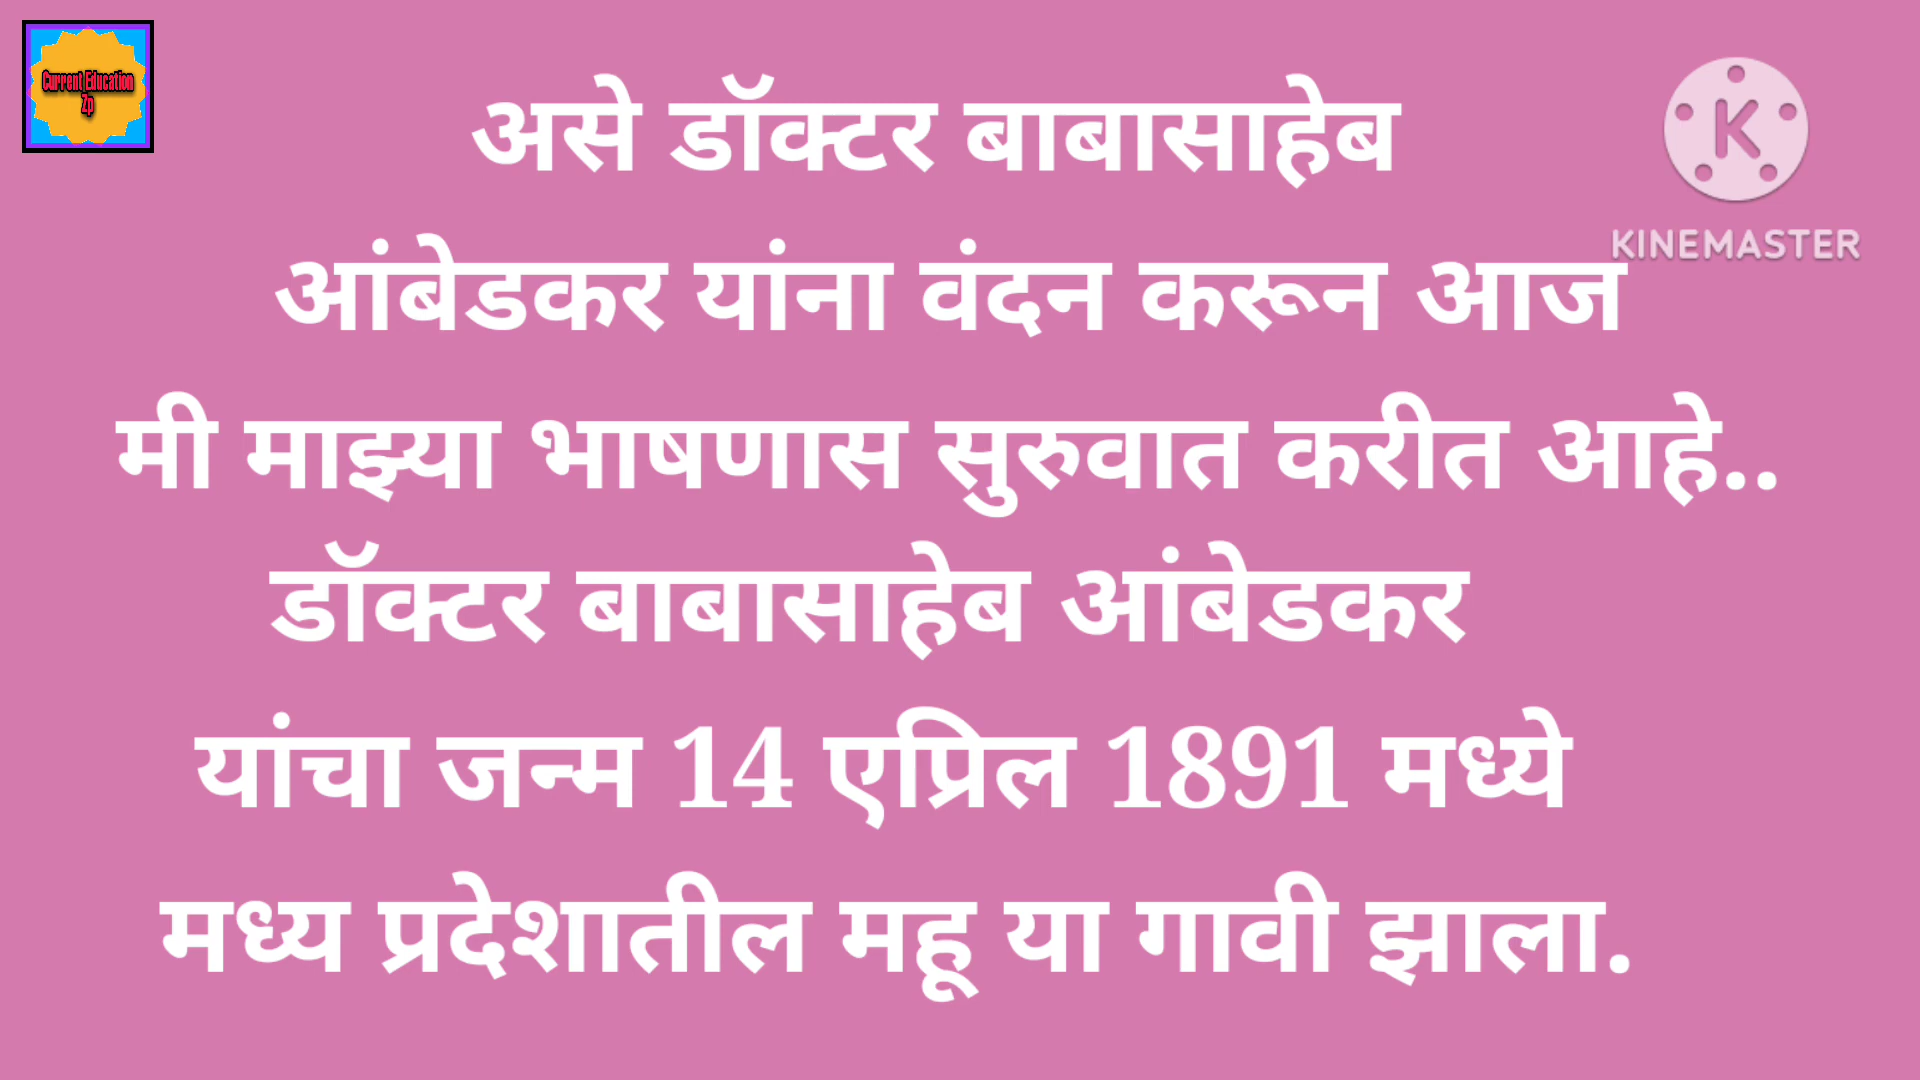 Current Education
Zp
असे डॉक्टर बाबासाहेब
KINEMASTER
आंबेडकर यांना वंदन करून आज
मी माझ्या भाषणास सुरुवात करीत आहे..
डॉक्टर बाबासाहेब आंबेडकर
यांचा जन्म 14 एप्रिल 1891 मध्ये
मध्य प्रदेशातील महू या गावी झाला.